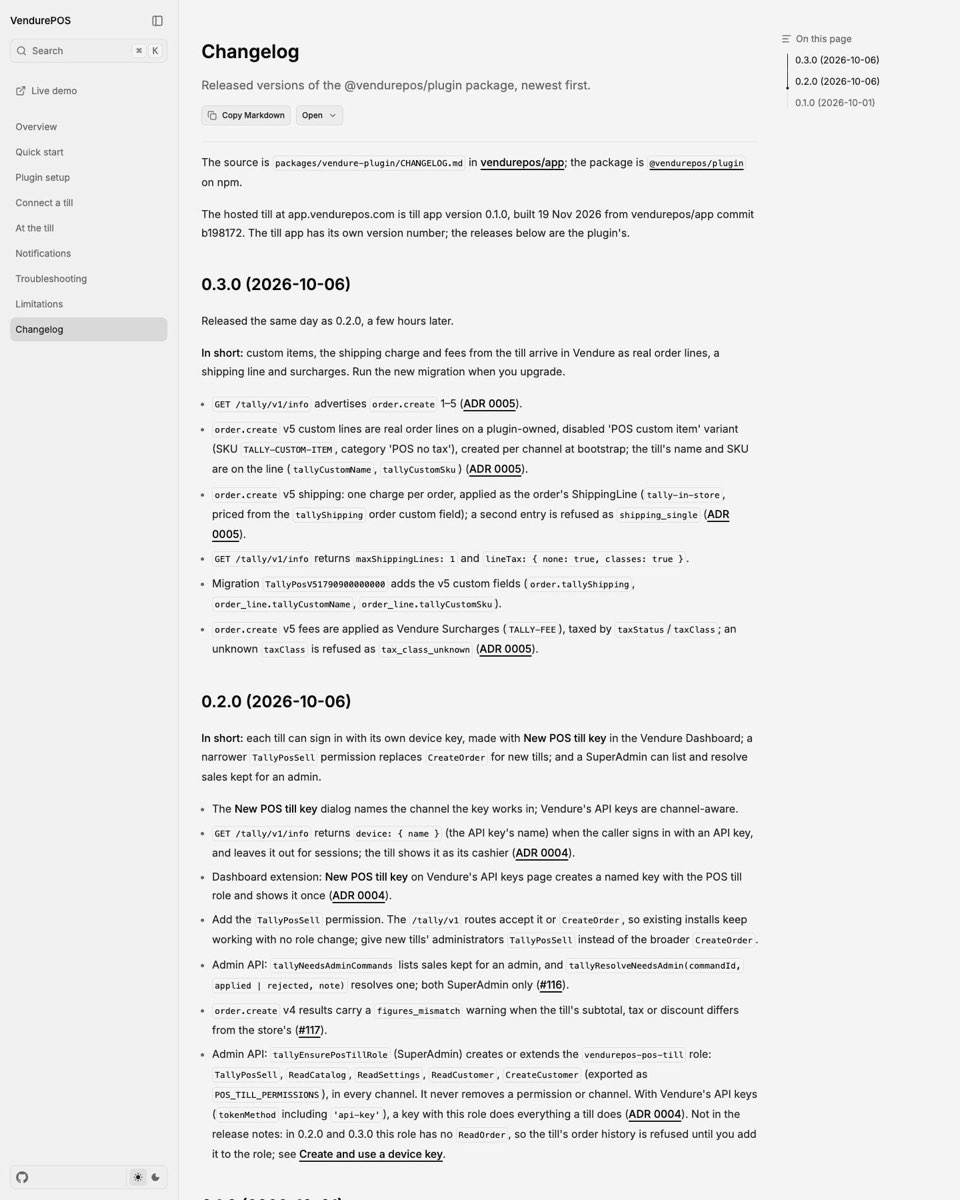 VendurePOS
Search
⌘ K
Live demo
Overview
Quick start
Plugin setup
Connect a till
At the till
Notifications
Troubleshooting
Limitations
Changelog
Changelog
Released versions of the @vendurepos/plugin package, newest first.
Copy Markdown
Open
The source is packages/vendure-plugin/CHANGELOG.md in vendurepos/app; the package is @vendurepos/plugin
on npm.
The hosted till at app.vendurepos.com is till app version 0.1.0, built 19 Nov 2026 from vendurepos/app commit
b198172. The till app has its own version number; the releases below are the plugin's.
0.3.0 (2026-10-06)
Released the same day as 0.2.0, a few hours later.
In short: custom items, the shipping charge and fees from the till arrive in Vendure as real order lines, a
shipping line and surcharges. Run the new migration when you upgrade.
• GET /tally/v1/info advertises order.create 1–5 (ADR 0005).
• order.create v5 custom lines are real order lines on a plugin-owned, disabled 'POS custom item' variant
(SKU TALLY-CUSTOM-ITEM, category 'POS no tax'), created per channel at bootstrap; the till's name and SKU
are on the line (tallyCustomName, tallyCustomSku) (ADR 0005).
• order.create v5 shipping: one charge per order, applied as the order's ShippingLine (tally-in-store,
priced from the tallyShipping order custom field); a second entry is refused as shipping_single (ADR
0005).
• GET /tally/v1/info returns maxShippingLines: 1 and lineTax: { none: true, classes: true }.
• Migration TallyPosV51790900000000 adds the v5 custom fields (order.tallyShipping,
order_line.tallyCustomName, order_line.tallyCustomSku).
• order.create v5 fees are applied as Vendure Surcharges (TALLY-FEE), taxed by taxStatus/taxClass; an
unknown taxClass is refused as tax_class_unknown (ADR 0005).
0.2.0 (2026-10-06)
In short: each till can sign in with its own device key, made with New POS till key in the Vendure Dashboard; a
narrower TallyPosSell permission replaces CreateOrder for new tills; and a SuperAdmin can list and resolve
sales kept for an admin.
• The New POS till key dialog names the channel the key works in; Vendure's API keys are channel-aware.
• GET /tally/v1/info returns device: { name } (the API key's name) when the caller signs in with an API key,
and leaves it out for sessions; the till shows it as its cashier (ADR 0004).
• Dashboard extension: New POS till key on Vendure's API keys page creates a named key with the POS till
role and shows it once (ADR 0004).
• Add the TallyPosSell permission. The /tally/v1 routes accept it or CreateOrder, so existing installs keep
working with no role change; give new tills' administrators TallyPosSell instead of the broader CreateOrder.
• Admin API: tallyNeedsAdminCommands lists sales kept for an admin, and tallyResolveNeedsAdmin(commandId,
applied | rejected, note) resolves one; both SuperAdmin only (#116).
• order.create v4 results carry a figures_mismatch warning when the till's subtotal, tax or discount differs
from the store's (#117).
• Admin API: tallyEnsurePosTillRole (SuperAdmin) creates or extends the vendurepos-pos-till role:
TallyPosSell, ReadCatalog, ReadSettings, ReadCustomer, CreateCustomer (exported as
POS_TILL_PERMISSIONS), in every channel. It never removes a permission or channel. With Vendure's API keys
(tokenMethod including 'api-key'), a key with this role does everything a till does (ADR 0004). Not in the
release notes: in 0.2.0 and 0.3.0 this role has no ReadOrder, so the till's order history is refused until you add
it to the role; see Create and use a device key.
On this page
0.3.0 (2026-10-06)
0.2.0 (2026-10-06)
0.1.0 (2026-10-01)